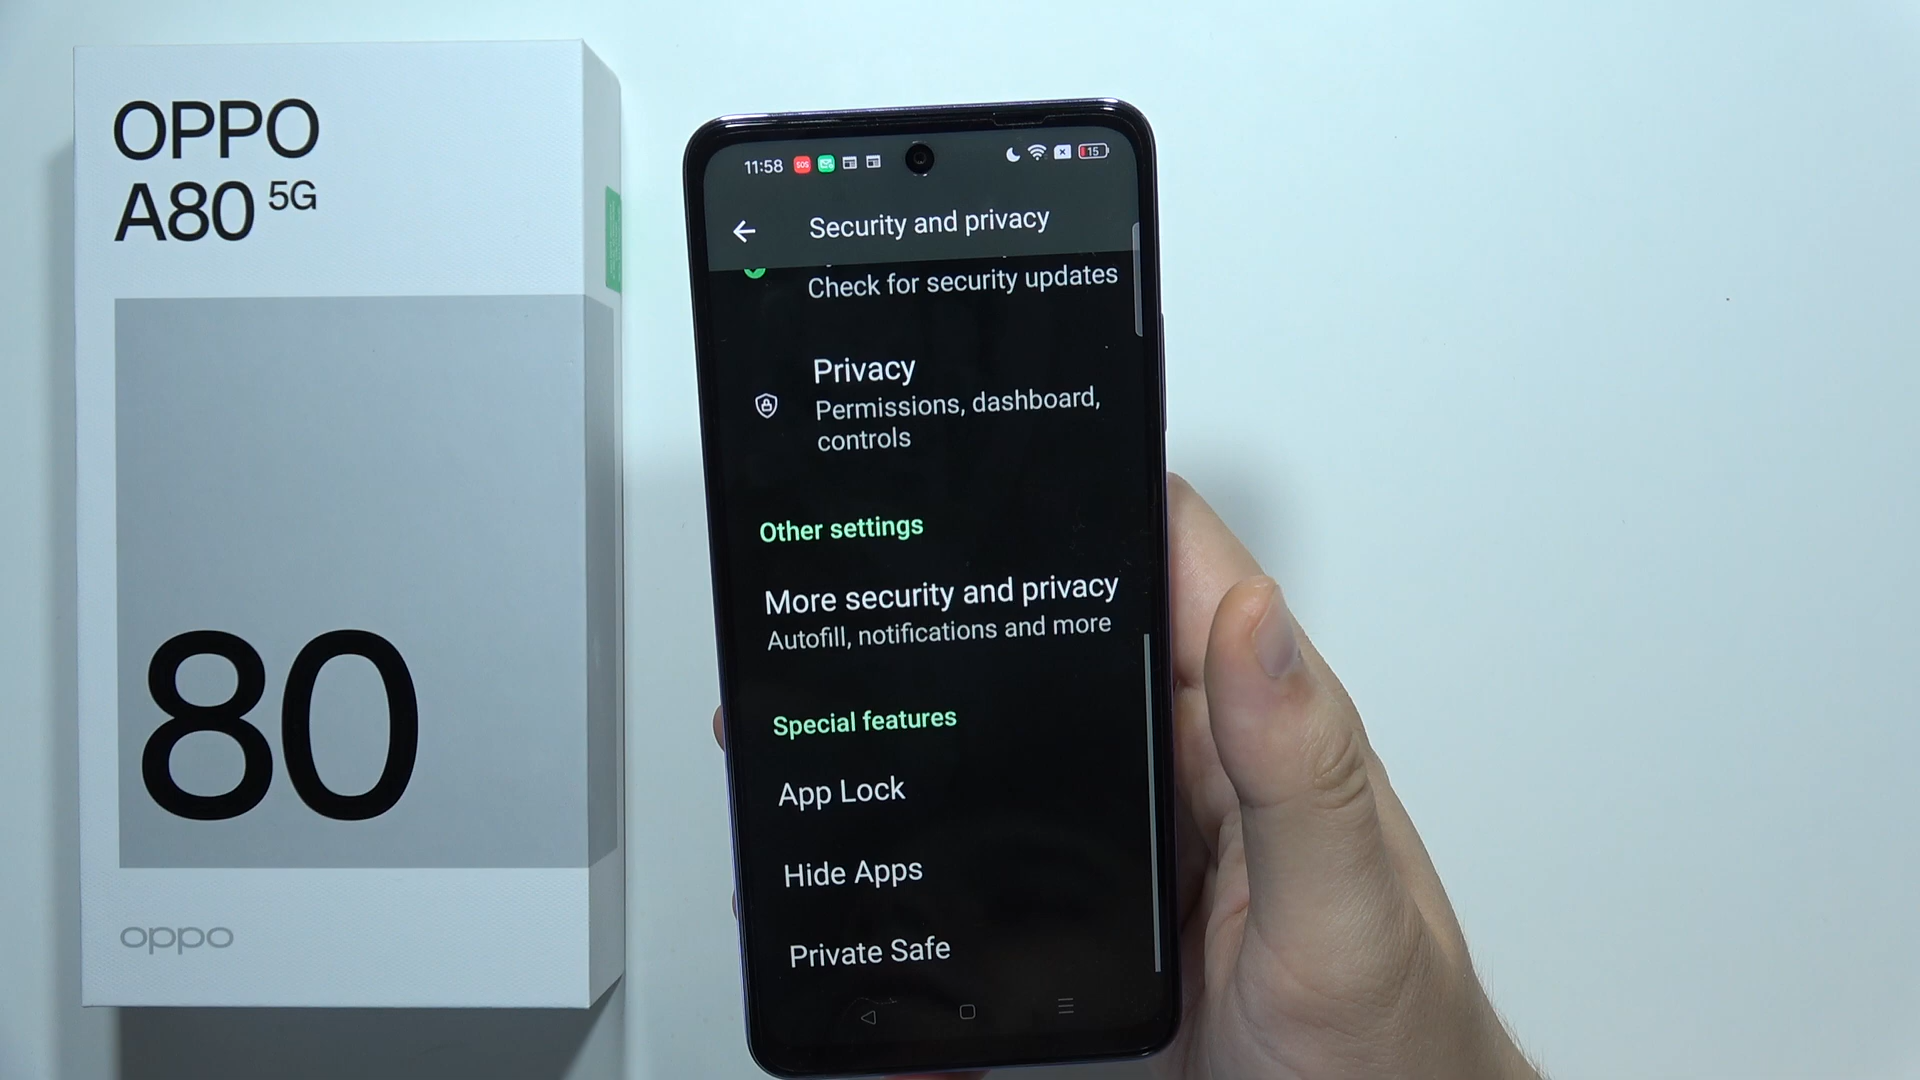 OPPO
A80 5G
80
oppo
11:58
SOS
15
Security and privacy
Check for security updates
Privacy
Permissions, dashboard,
controls
Other settings
More security and privacy
Autofill, notifications and more
Special features
App Lock
Hide Apps
Private Safe